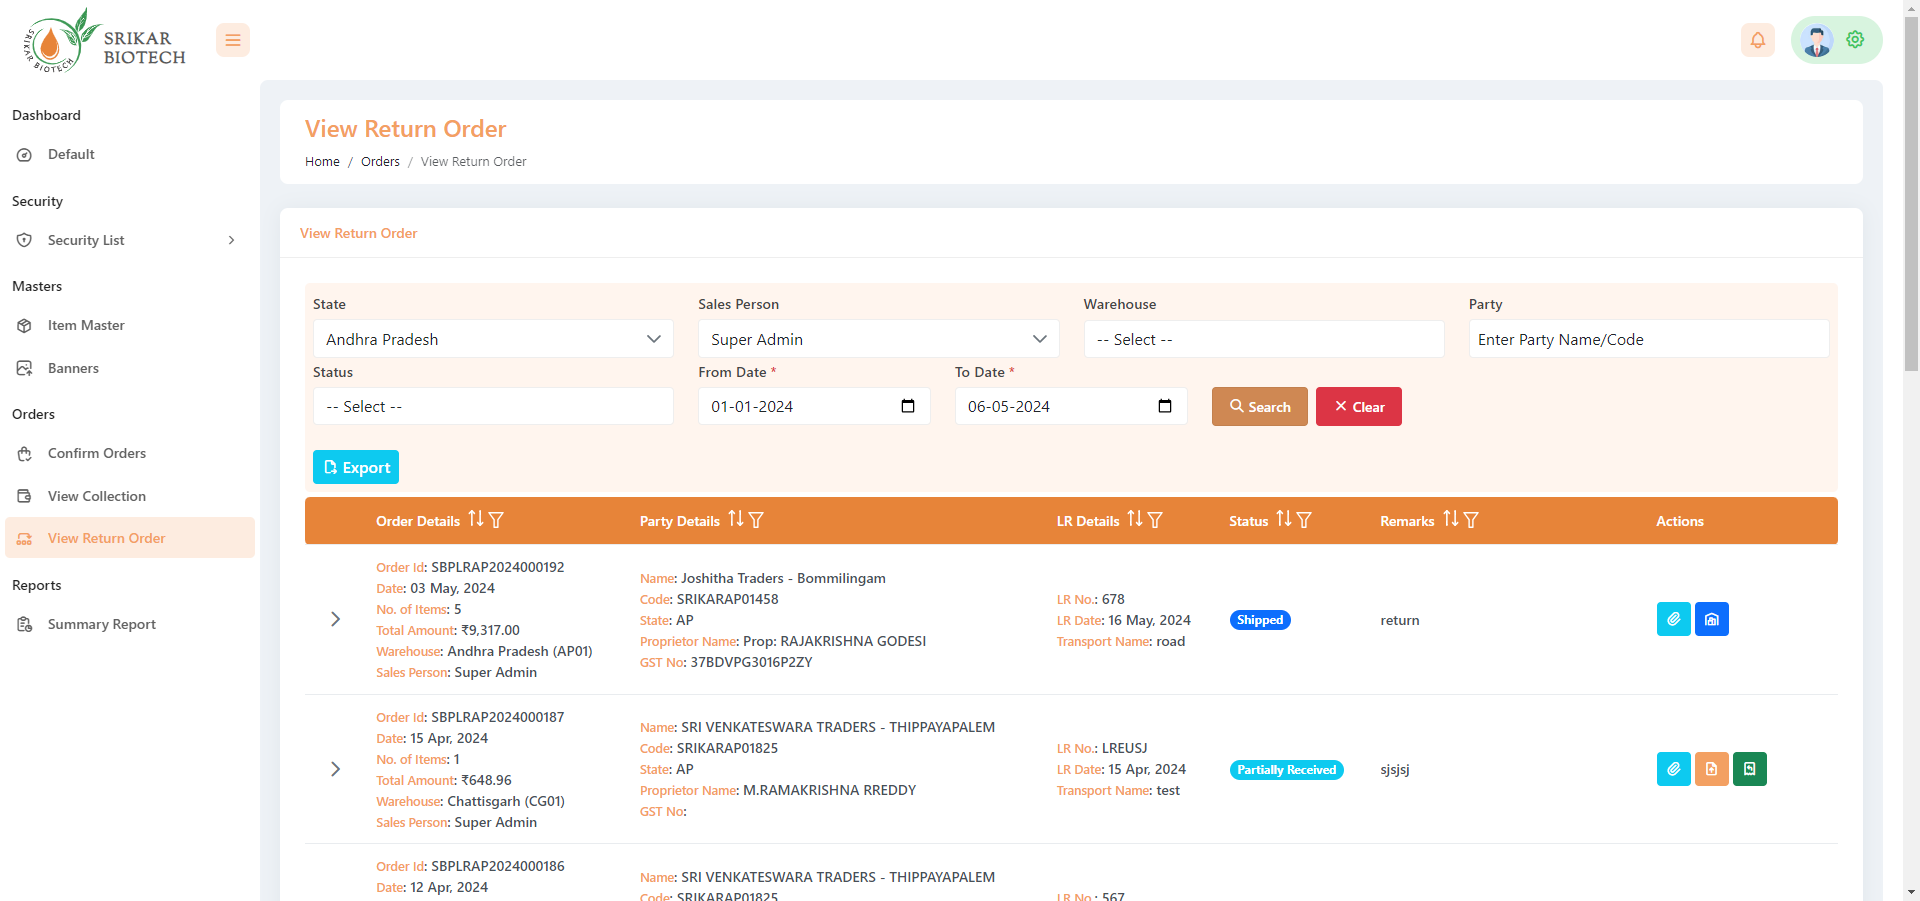 SRIKAR BIOTECH
SRIKAR
BIOTECH
Dashboard
Default
Security
Security List
Masters
Item Master
Banners
Orders
Confirm Orders
View Collection
View Return Order
Reports
Summary Report
View Return Order
Home / Orders / View Return Order
View Return Order
State Sales Person Warehouse Party
Andhra Pradesh Super Admin -- Select -- Enter Party Name/Code
Status From Date * To Date *
-- Select -- 01-01-2024 06-05-2024 Search Clear
Export
Order Details Party Details LR Details Status Remarks Actions
Order Id: SBPLRAP2024000192
Date: 03 May, 2024
No. of Items: 5
Total Amount: ₹9,317.00
Warehouse: Andhra Pradesh (AP01)
Sales Person: Super Admin
Name: Joshitha Traders - Bommilingam
Code: SRIKARAP01458
State: AP
Proprietor Name: Prop: RAJAKRISHNA GODESI
GST No: 37BDVPG3016P2ZY
LR No.: 678
LR Date: 16 May, 2024
Transport Name: road
Shipped
return
Order Id: SBPLRAP2024000187
Date: 15 Apr, 2024
No. of Items: 1
Total Amount: ₹648.96
Warehouse: Chattisgarh (CG01)
Sales Person: Super Admin
Name: SRI VENKATESWARA TRADERS - THIPPAYAPALEM
Code: SRIKARAP01825
State: AP
Proprietor Name: M.RAMAKRISHNA RREDDY
GST No:
LR No.: LREUSJ
LR Date: 15 Apr, 2024
Transport Name: test
Partially Received
sjsjsj
Order Id: SBPLRAP2024000186
Date: 12 Apr, 2024
Name: SRI VENKATESWARA TRADERS - THIPPAYAPALEM
Code: SRIKARAP01825
LR No.: 567